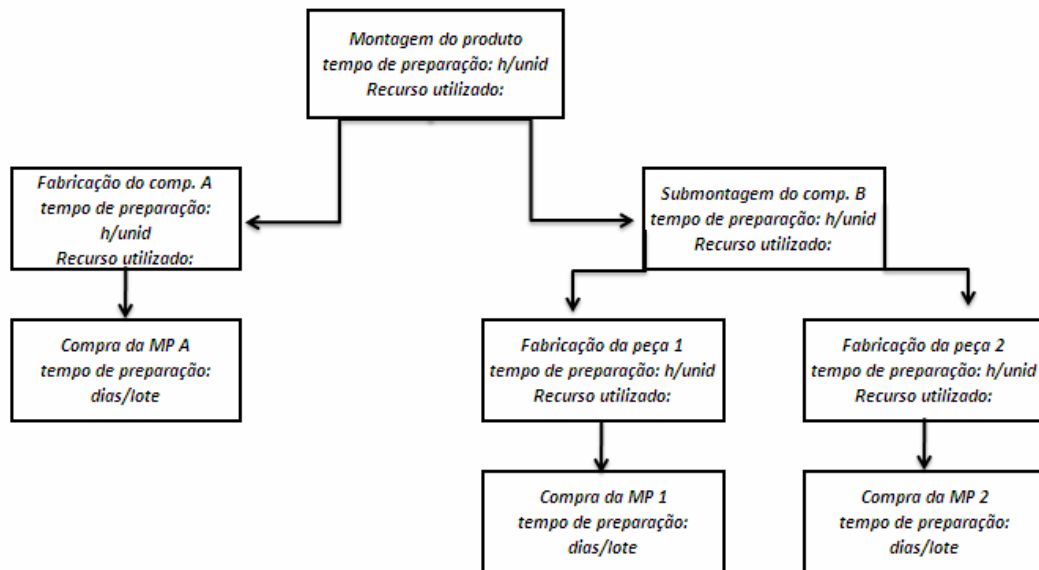 Montagem do produto
tempo de preparação: h/unid
Recurso utilizado:
Fabricação do comp. A
tempo de preparação:
h/unid
Recurso utilizado:
Submontagem do comp. B
tempo de preparação: h/unid
Recurso utilizado:
Compra da MP A
tempo de preparação:
dias/lote
Fabricação da peça 1
tempo de preparação: h/unid
Recurso utilizado:
Fabricação da peça 2
tempo de preparação: h/unid
Recurso utilizado:
Compra da MP 1
tempo de preparação:
dias/lote
Compra da MP 2
tempo de preparação:
dias/lote